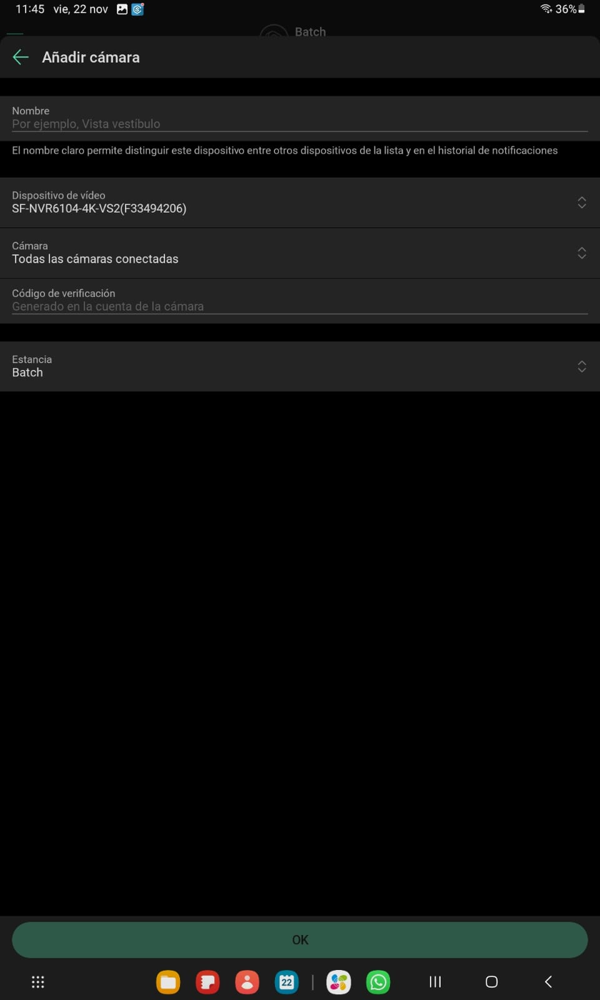 11:45 vie, 22 nov 36%
Batch
Añadir cámara
Nombre
Por ejemplo, Vista vestíbulo
El nombre claro permite distinguir este dispositivo entre otros dispositivos de la lista y en el historial de notificaciones
Dispositivo de vídeo
SF-NVR6104-4K-VS2(F33494206)
Cámara
Todas las cámaras conectadas
Código de verificación
Generado en la cuenta de la cámara
Estancia
Batch
OK
22